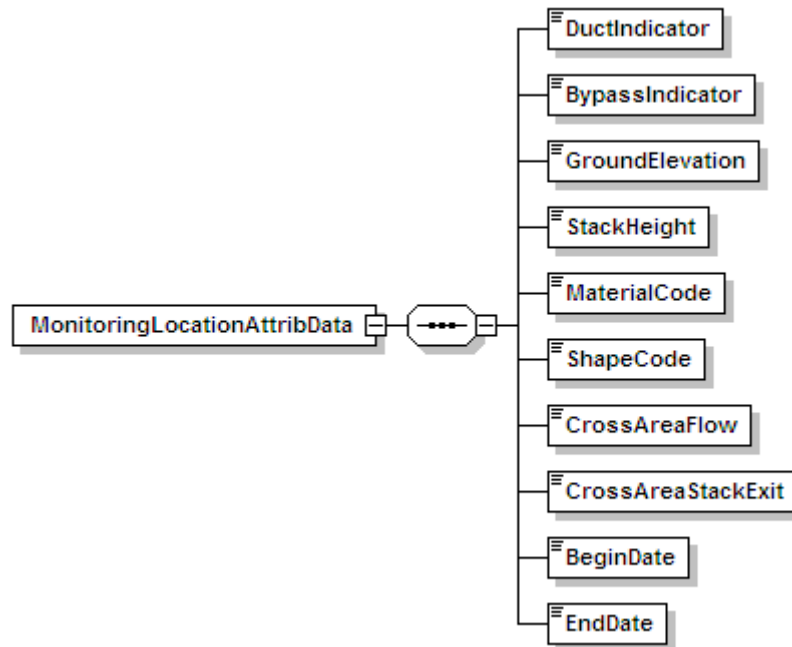 DuctIndicator
BypassIndicator
GroundElevation
StackHeight
MaterialCode
MonitoringLocationAttribData
ShapeCode
CrossAreaFlow
CrossAreaStackExit
BeginDate
EndDate